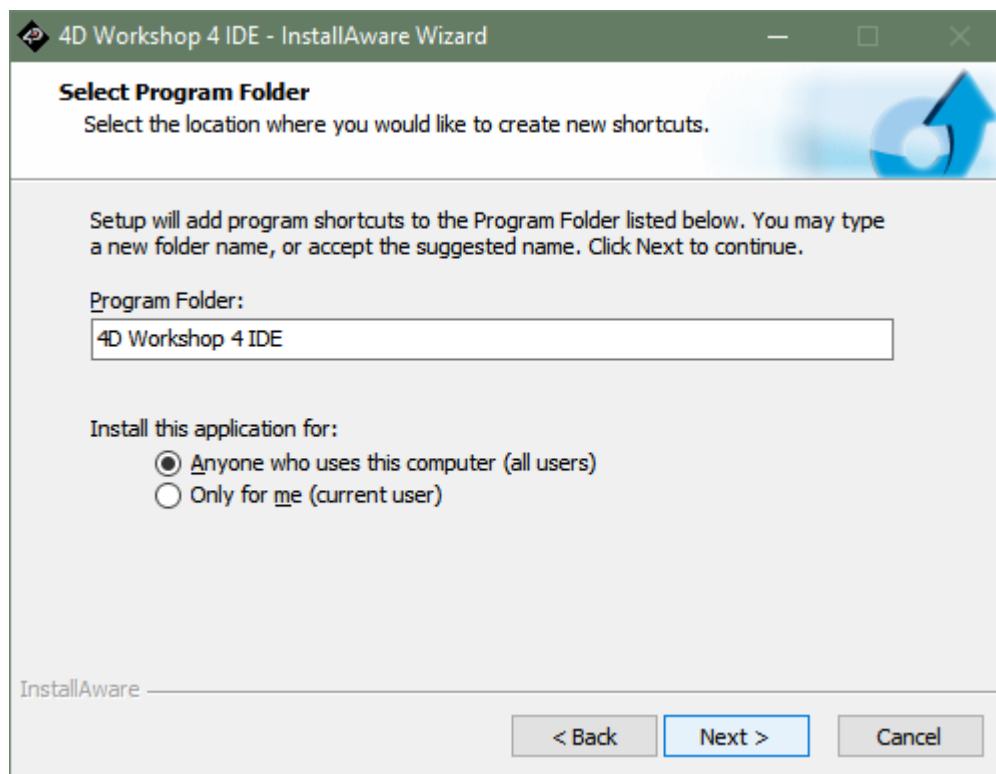 4D Workshop 4 IDE - InstallAware Wizard
Select Program Folder
Select the location where you would like to create new shortcuts.
Setup will add program shortcuts to the Program Folder listed below. You may type
a new folder name, or accept the suggested name. Click Next to continue.
Program Folder:
4D Workshop 4 IDE
Install this application for:
Anyone who uses this computer (all users)
Only for me (current user)
InstallAware
< Back Next > Cancel